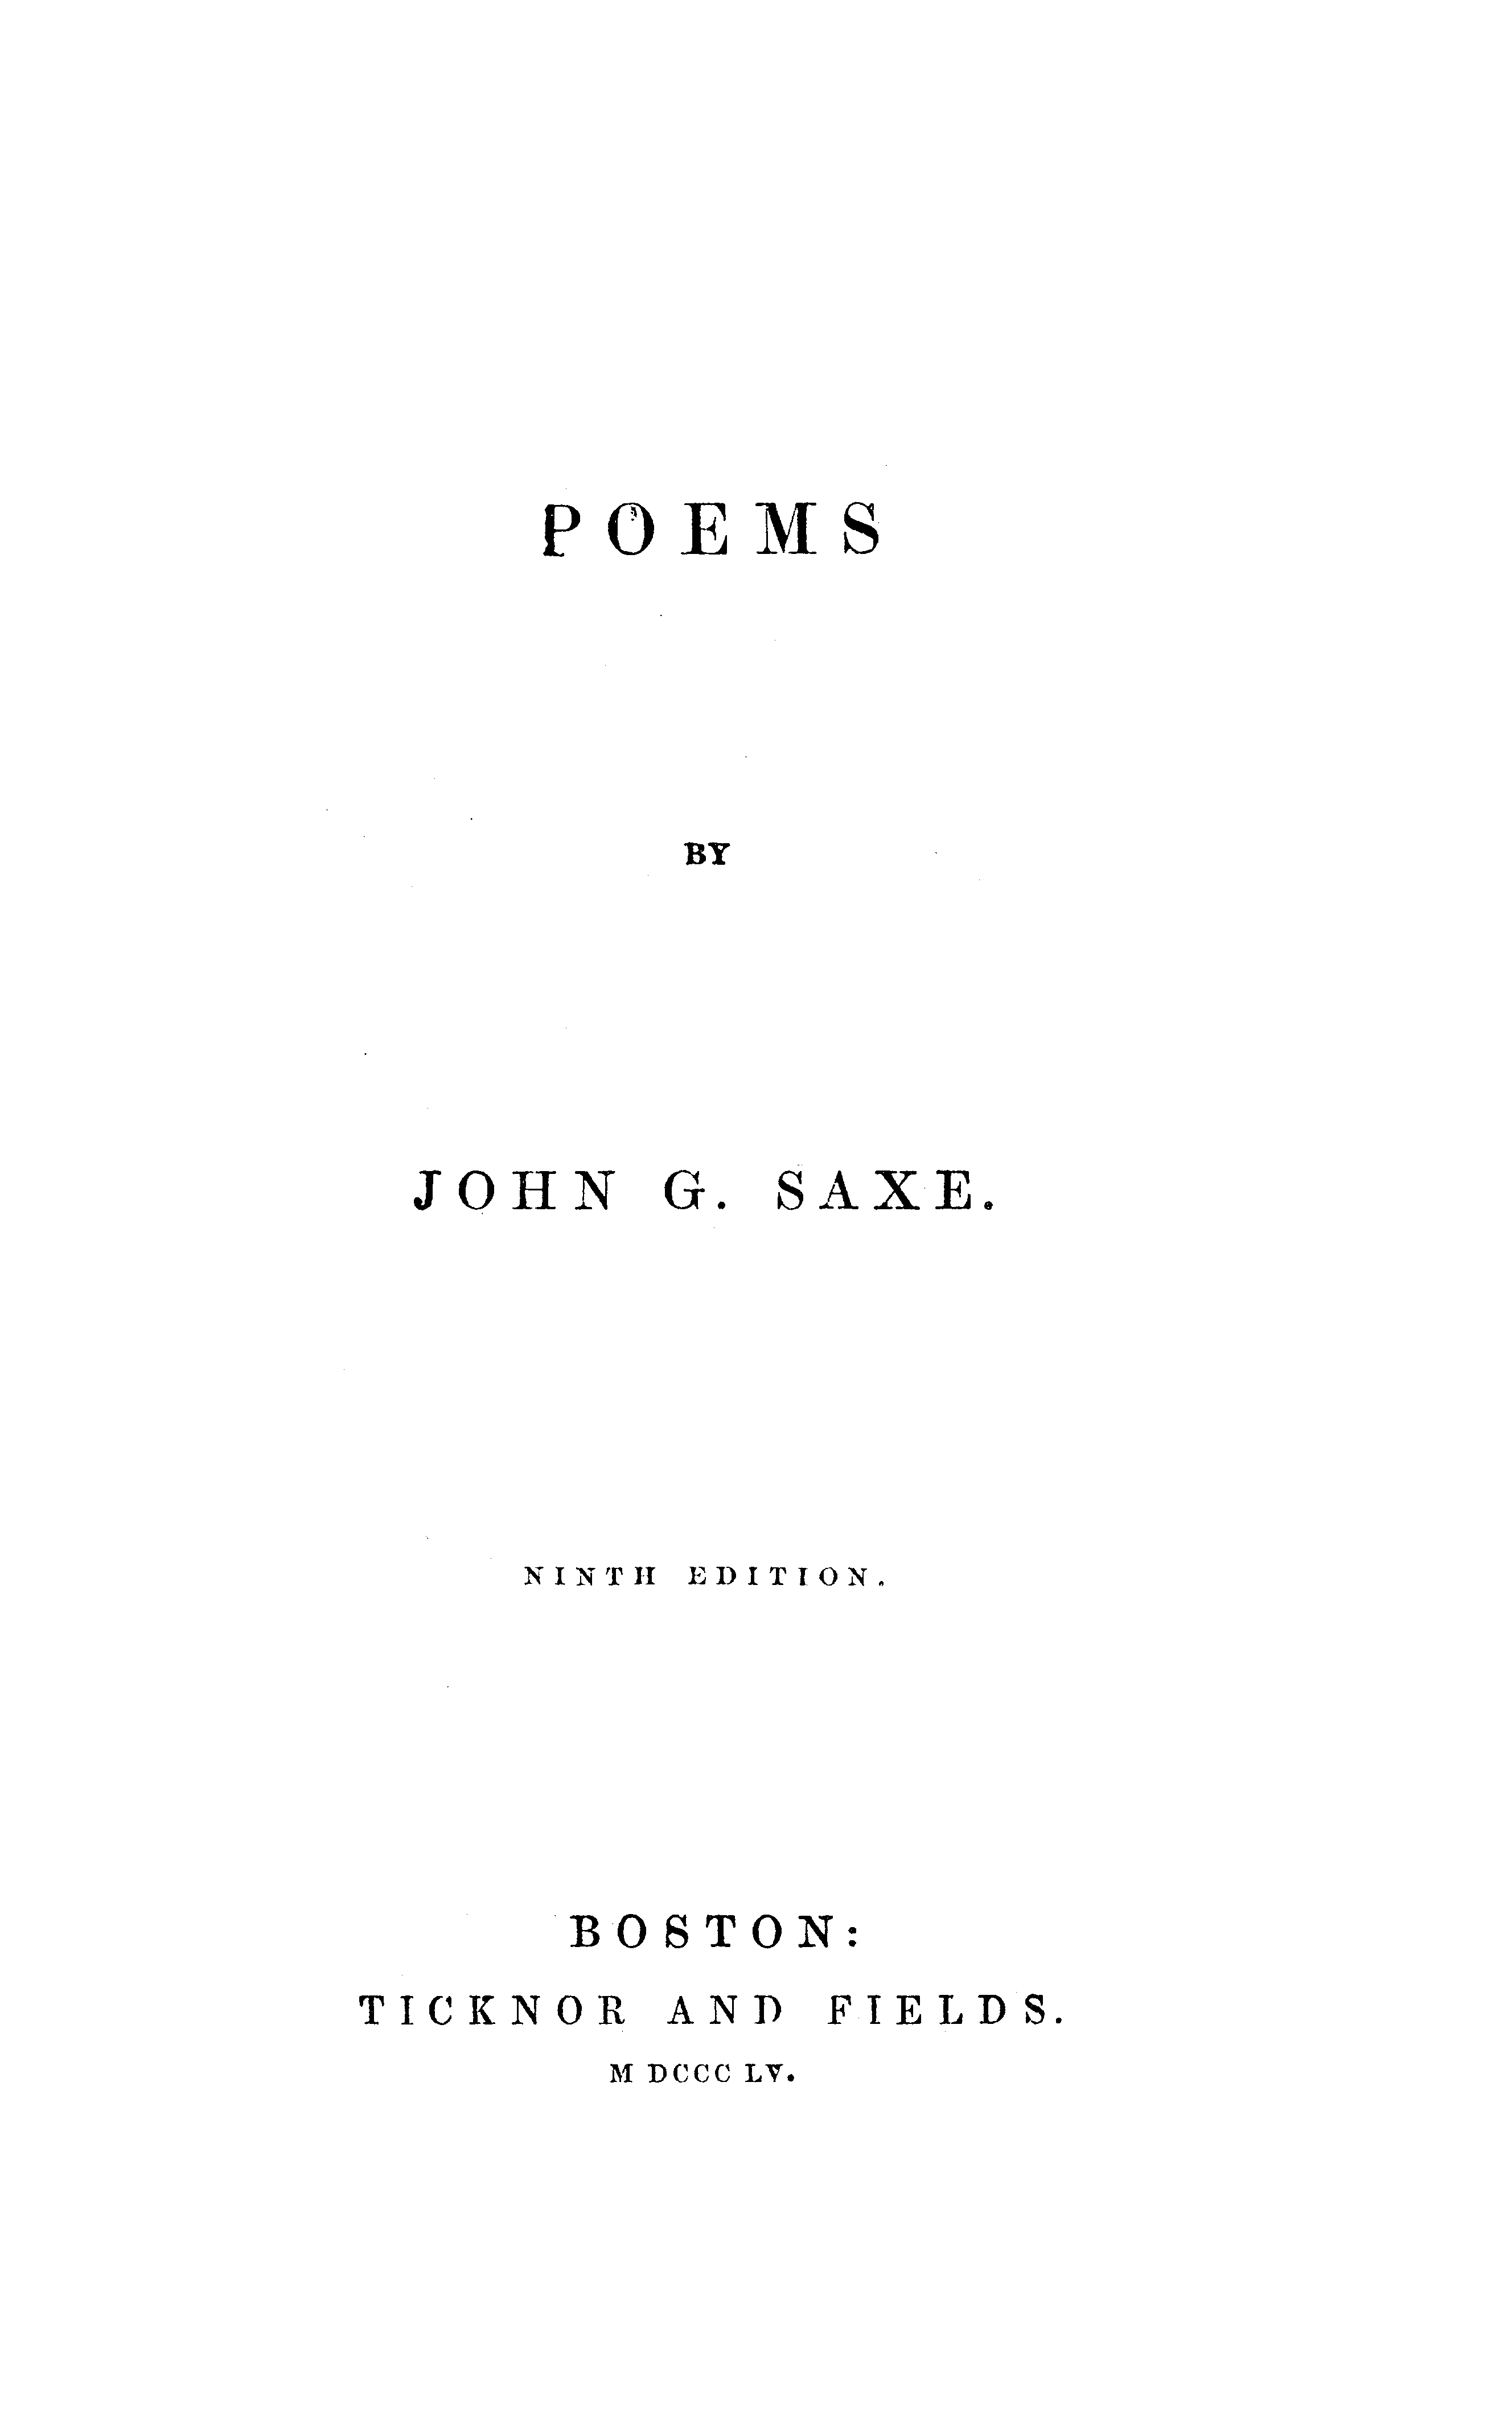 POEMS
BY
JOHN G. SAXE.
NINTH EDITION.
BOSTON:
TICKNOR AND FIELDS.
M DCCC LV.